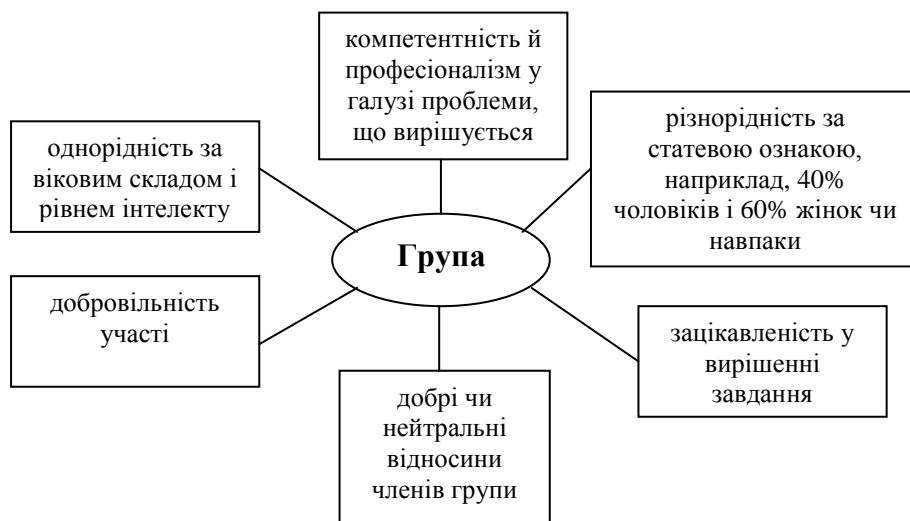 компетентність й
професіоналізм у
галузі проблеми,
що вирішується
однорідність за
віковим складом і
рівнем інтелекту
різнорідність за
статевою ознакою,
наприклад, 40%
чоловіків і 60% жінок чи
навпаки
Група
добровільність
участі
зацікавленість у
вирішенні
завдання
добрі чи
нейтральні
відносини
членів групи